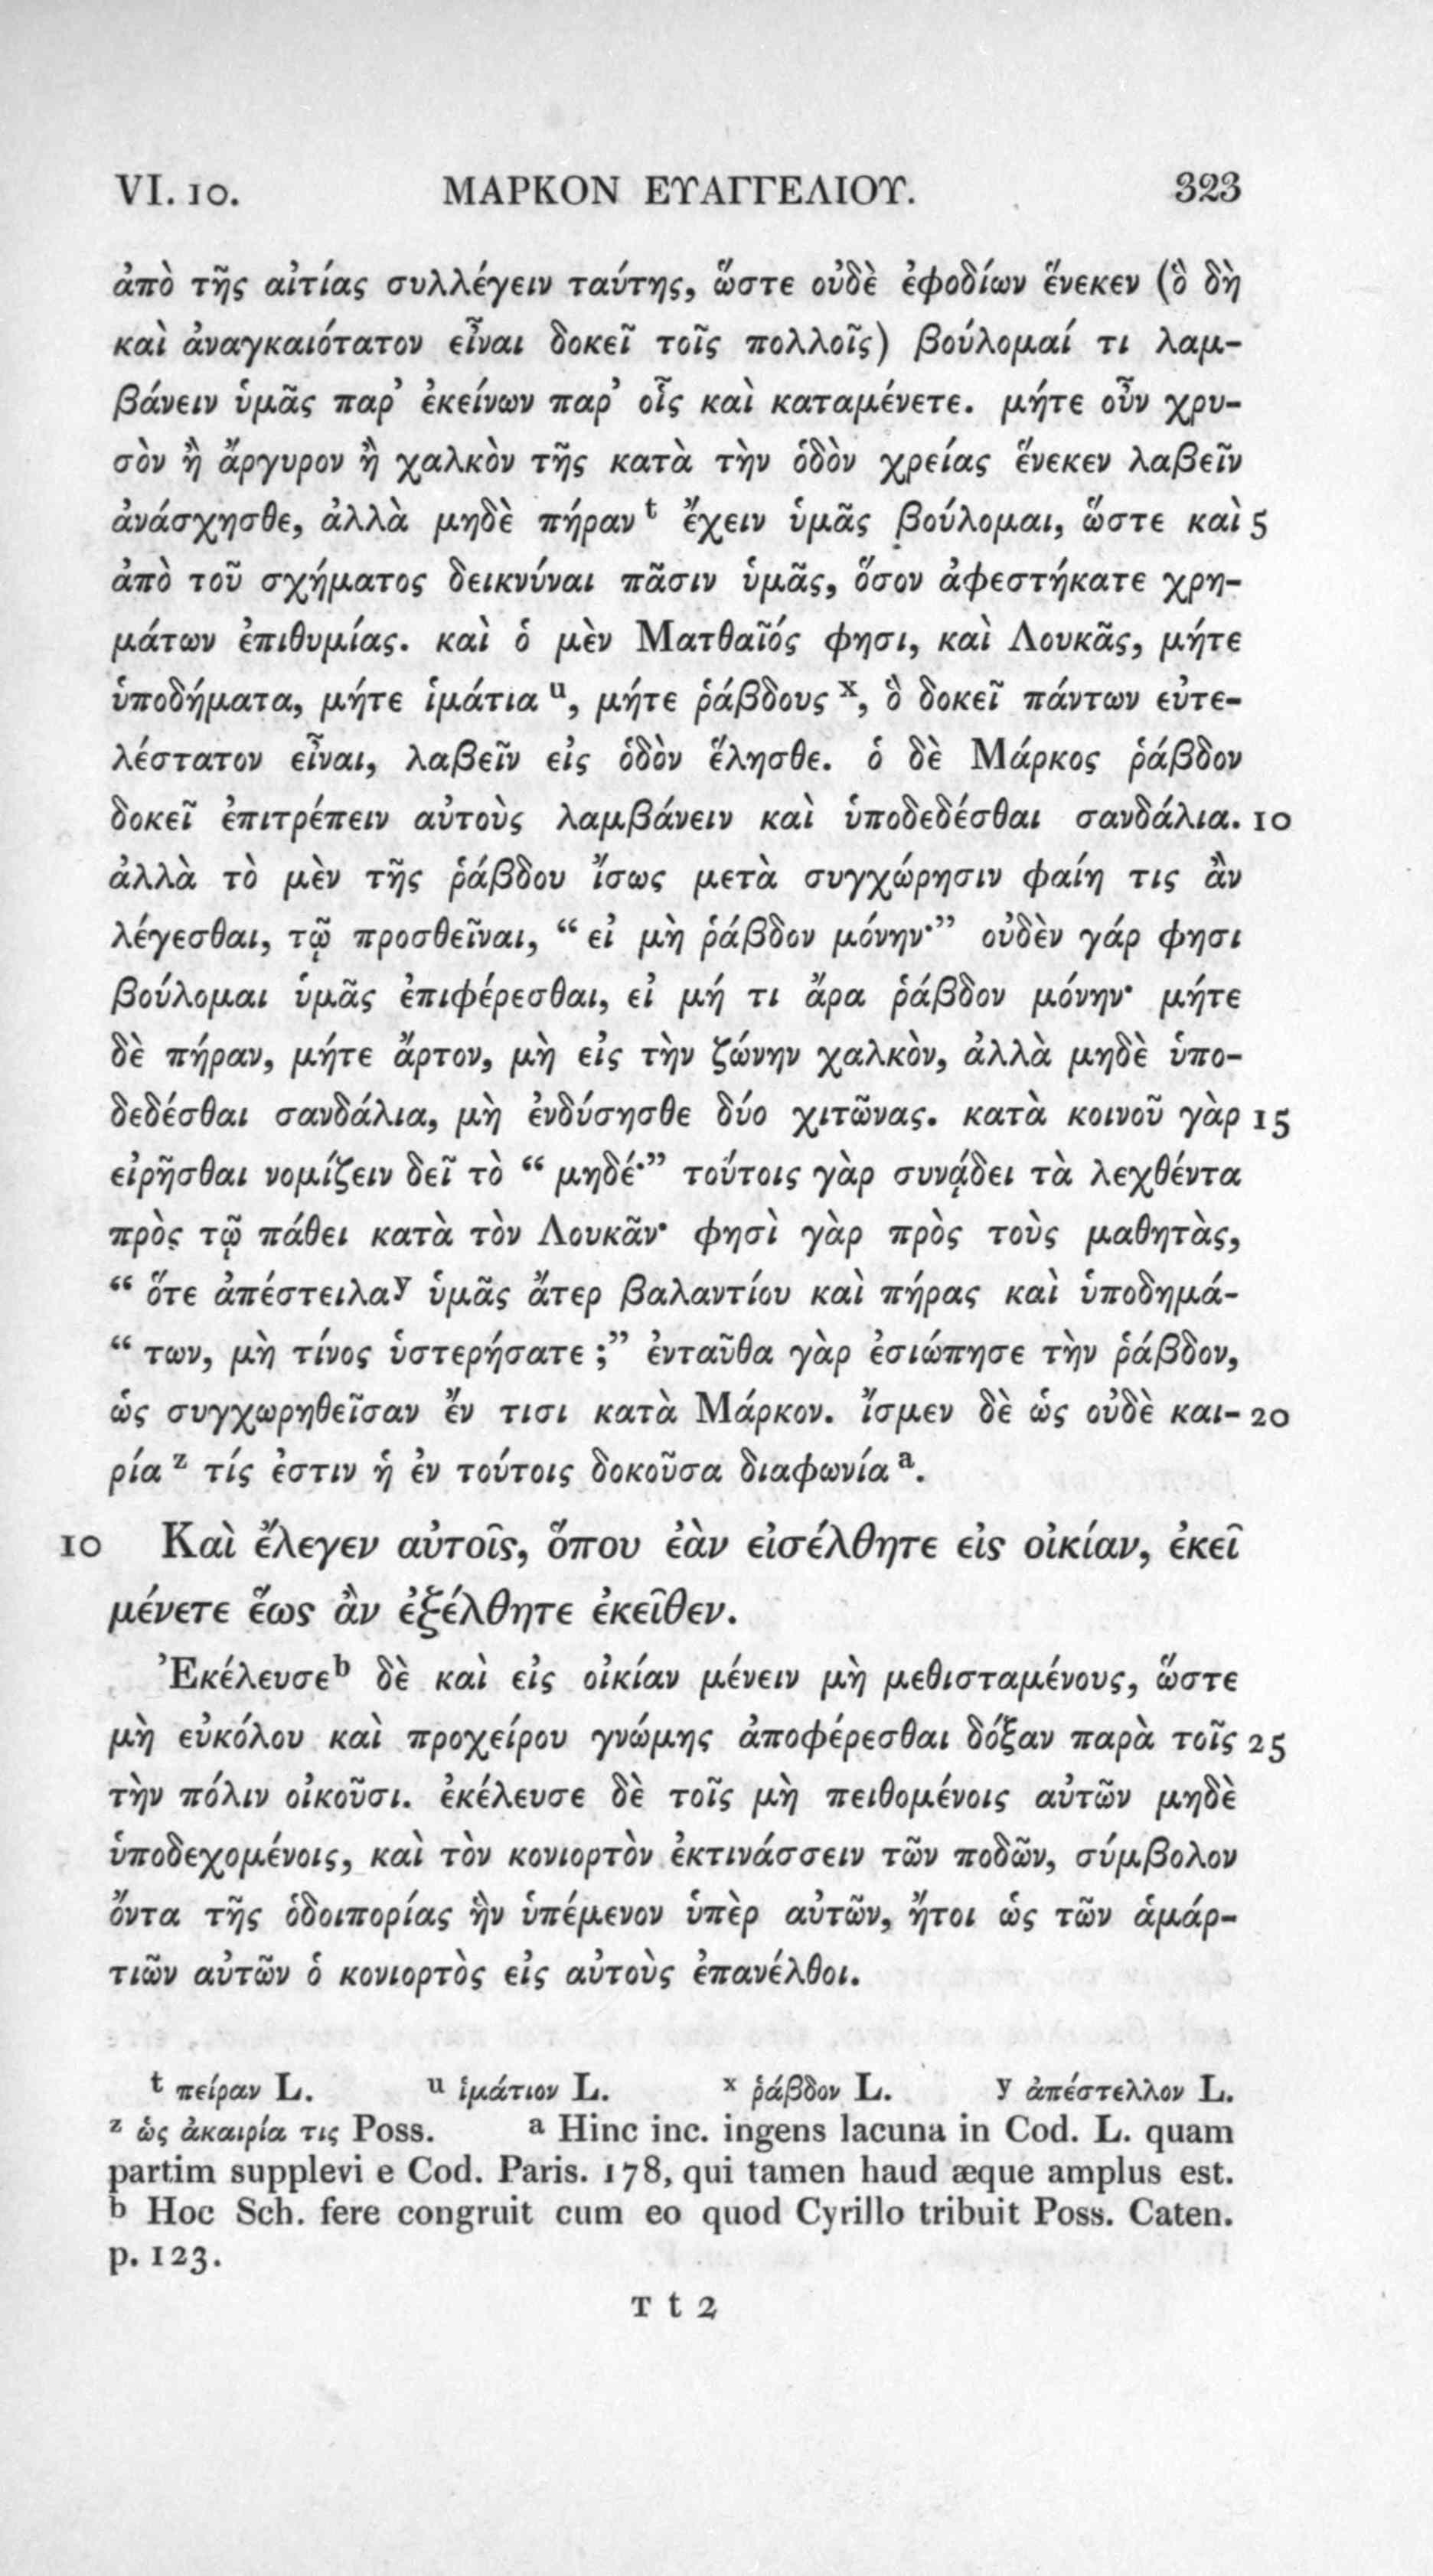 VI. 10. ΜΑΡΚΟΝ ΕΥΑΓΓΕΛΙΟΥ. 323
ἀπὸ τῆς αἰτίας συλλέγειν ταύτης, ὥστε οὐδὲ ἐφοδίων ἕνεκεν (ὃ δὴ
καὶ ἀναγκαιότατον εἶναι δοκεῖ τοῖς πολλοῖς) βούλομαί τι λαμ-
βάνειν ὑμᾶς παρ’ ἐκείνων παρ’ οἷς καὶ καταμένετε. μήτε οὖν χρυ-
σὸν ἢ ἄργυρον ἢ χαλκὸν τῆς κατὰ τὴν ὁδὸν χρείας ἕνεκεν λαβεῖν
ἀνάσχησθε, ἀλλὰ μηδὲ πήραν t ἔχειν ὑμᾶς βούλομαι, ὥστε καὶ 5
ἀπὸ τοῦ σχήματος δεικνύναι πᾶσιν ὑμᾶς, ὅσον ἀφεστήκατε χρη-
μάτων ἐπιθυμίας. καὶ ὁ μὲν Ματθαῖός φησι, καὶ Λουκᾶς, μήτε
ὑποδήματα, μήτε ἱμάτια u, μήτε ῥάβδους x, ὃ δοκεῖ πάντων εὐτε-
λέστατον εἶναι, λαβεῖν εἰς ὁδὸν ἕλησθε. ὁ δὲ Μάρκος ῥάβδον
δοκεῖ ἐπιτρέπειν αὐτοὺς λαμβάνειν καὶ ὑποδεδέσθαι σανδάλια. 10
ἀλλὰ τὸ μὲν τῆς ῥάβδου ἴσως μετὰ συγχώρησιν φαίη τις ἂν
λέγεσθαι, τῷ προσθεῖναι, “ εἰ μὴ ῥάβδον μόνην·” οὐδὲν γάρ φησι
βούλομαι ὑμᾶς ἐπιφέρεσθαι, εἰ μή τι ἄρα ῥάβδον μόνην· μήτε
δὲ πήραν, μήτε ἄρτον, μὴ εἰς τὴν ζώνην χαλκὸν, ἀλλὰ μηδὲ ὑπο-
δεδέσθαι σανδάλια, μὴ ἐνδύσησθε δύο χιτῶνας. κατὰ κοινοῦ γὰρ 15
εἰρῆσθαι νομίζειν δεῖ τὸ “ μηδέ·” τούτοις γὰρ συνᾴδει τὰ λεχθέντα
πρὸς τῷ πάθει κατὰ τὸν Λουκᾶν· φησὶ γὰρ πρὸς τοὺς μαθητὰς,
“ ὅτε ἀπέστειλα y ὑμᾶς ἄτερ βαλαντίου καὶ πήρας καὶ ὑποδημά-
“ των, μὴ τίνος ὑστερήσατε ;” ἐνταῦθα γὰρ ἐσιώπησε τὴν ῥάβδον,
ὡς συγχωρηθεῖσαν ἔν τισι κατὰ Μάρκον. ἴσμεν δὲ ὡς οὐδὲ και- 20
ρία z τίς ἐστιν ἡ ἐν τούτοις δοκοῦσα διαφωνία a.
10 Καὶ ἔλεγεν αὐτοῖς, ὅπου ἐὰν εἰσέλθητε εἰς οἰκίαν, ἐκεῖ
μένετε ἕως ἂν ἐξέλθητε ἐκεῖθεν.
Ἐκέλευσε b δὲ καὶ εἰς οἰκίαν μένειν μὴ μεθισταμένους, ὥστε
μὴ εὐκόλου καὶ προχείρου γνώμης ἀποφέρεσθαι δόξαν παρὰ τοῖς 25
τὴν πόλιν οἰκοῦσι. ἐκέλευσε δὲ τοῖς μὴ πειθομένοις αὐτῶν μηδὲ
ὑποδεχομένοις, καὶ τὸν κονιορτὸν ἐκτινάσσειν τῶν ποδῶν, σύμβολον
ὄντα τῆς ὁδοιπορίας ἣν ὑπέμενον ὑπὲρ αὐτῶν, ἤτοι ὡς τῶν ἁμάρ-
τιῶν αὐτῶν ὁ κονιορτὸς εἰς αὐτοὺς ἐπανέλθοι.
t πείραν L. u ἱμάτιον L. x ῥάβδον L. y ἀπέστελλον L.
z ὡς ἀκαιρία τις Poss. a Hinc inc. ingens lacuna in Cod. L. quam
partim supplevi e Cod. Paris. 178, qui tamen haud æque amplus est.
b Hoc Sch. fere congruit cum eo quod Cyrillo tribuit Poss. Caten.
p. 123.
T t 2